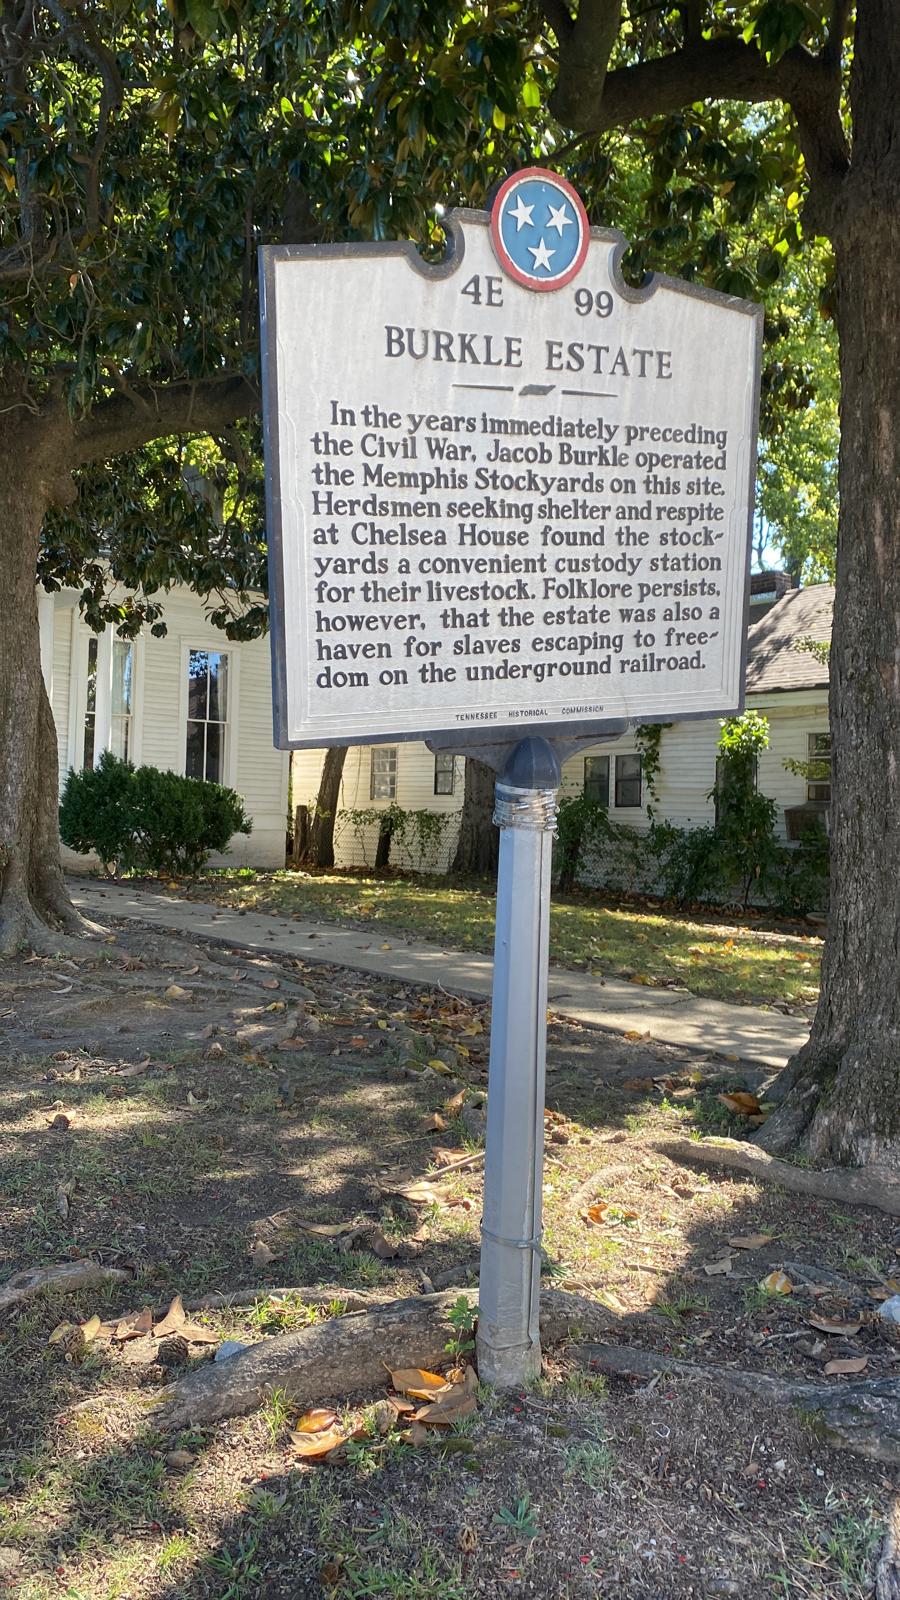 4E 99
BURKLE ESTATE
In the years immediately preceding
the Civil War, Jacob Burkle operated
the Memphis Stockyards on this site.
Herdsmen seeking shelter and respite
at Chelsea House found the stock-
yards a convenient custody station
for their livestock. Folklore persists,
however, that the estate was also a
haven for slaves escaping to free-
dom on the underground railroad.
TENNESSEE HISTORICAL COMMISSION